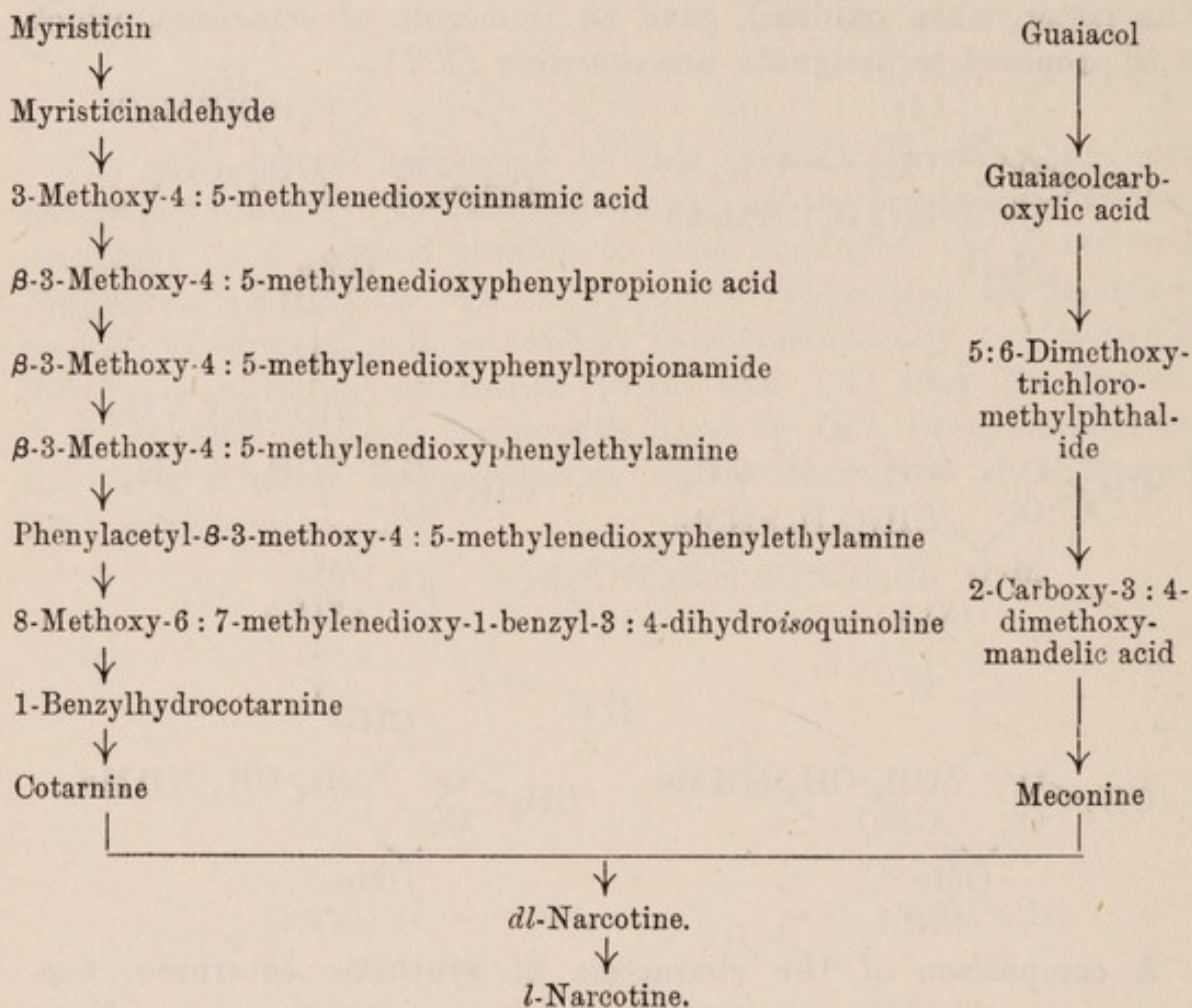 Myristicin
Myristicinaldehyde
3-Methoxy-4 : 5-methylenedioxycinnamic acid
β-3-Methoxy-4 : 5-methylenedioxyphenylpropionic acid
β-3-Methoxy-4 : 5-methylenedioxyphenylpropionamide
β-3-Methoxy-4 : 5-methylenedioxyphenylethylamine
Phenylacetyl-β-3-methoxy-4 : 5-methylenedioxyphenylethylamine
8-Methoxy-6 : 7-methylenedioxy-1-benzyl-3 : 4-dihydroisoquinoline
1-Benzylhydrocotarnine
Cotarnine
Guaiacol
Guaiacolcarb-
oxylic acid
5:6-Dimethoxy-
trichloro-
methylphthal-
ide
2-Carboxy-3 : 4-
dimethoxy-
mandelic acid
Meconine
dl-Narcotine.
l-Narcotine.